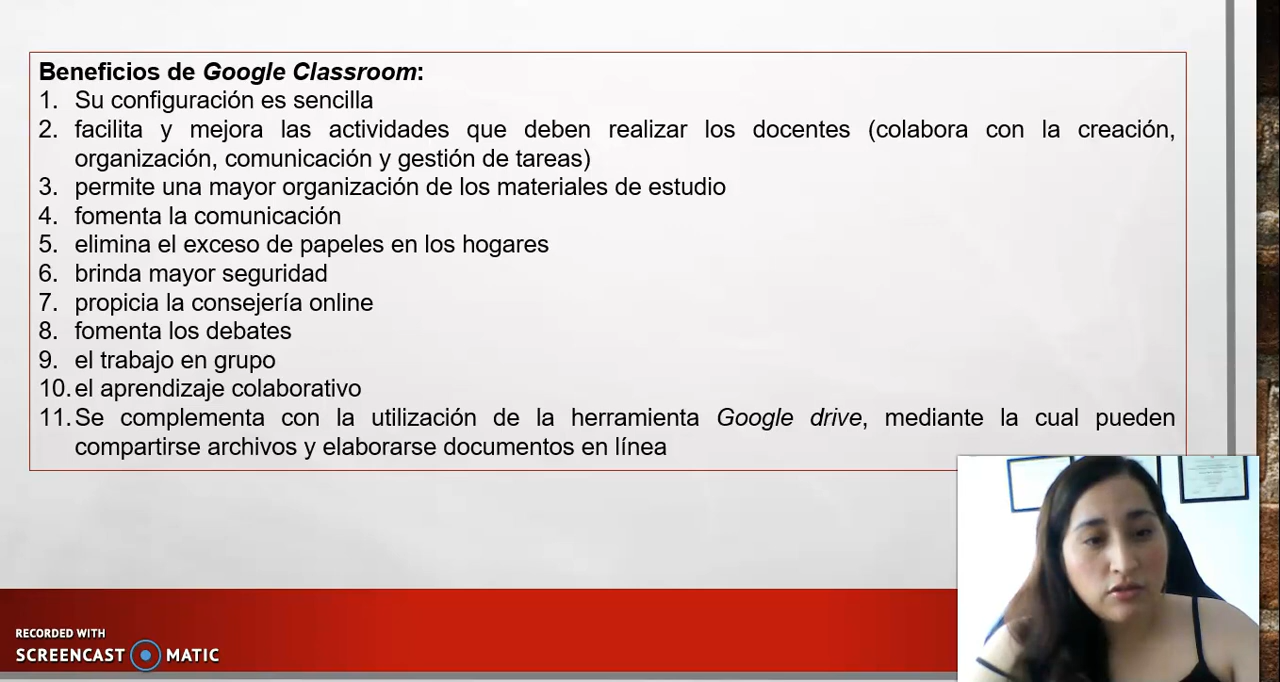 Beneficios de Google Classroom:
1. Su configuración es sencilla
2. facilita y mejora las actividades que deben realizar los docentes (colabora con la creación,
organización, comunicación y gestión de tareas)
3. permite una mayor organización de los materiales de estudio
4. fomenta la comunicación
5. elimina el exceso de papeles en los hogares
6. brinda mayor seguridad
7. propicia la consejería online
8. fomenta los debates
9. el trabajo en grupo
10. el aprendizaje colaborativo
11. Se complementa con la utilización de la herramienta Google drive, mediante la cual pueden
compartirse archivos y elaborarse documentos en línea
RECORDED WITH
SCREENCAST MATIC